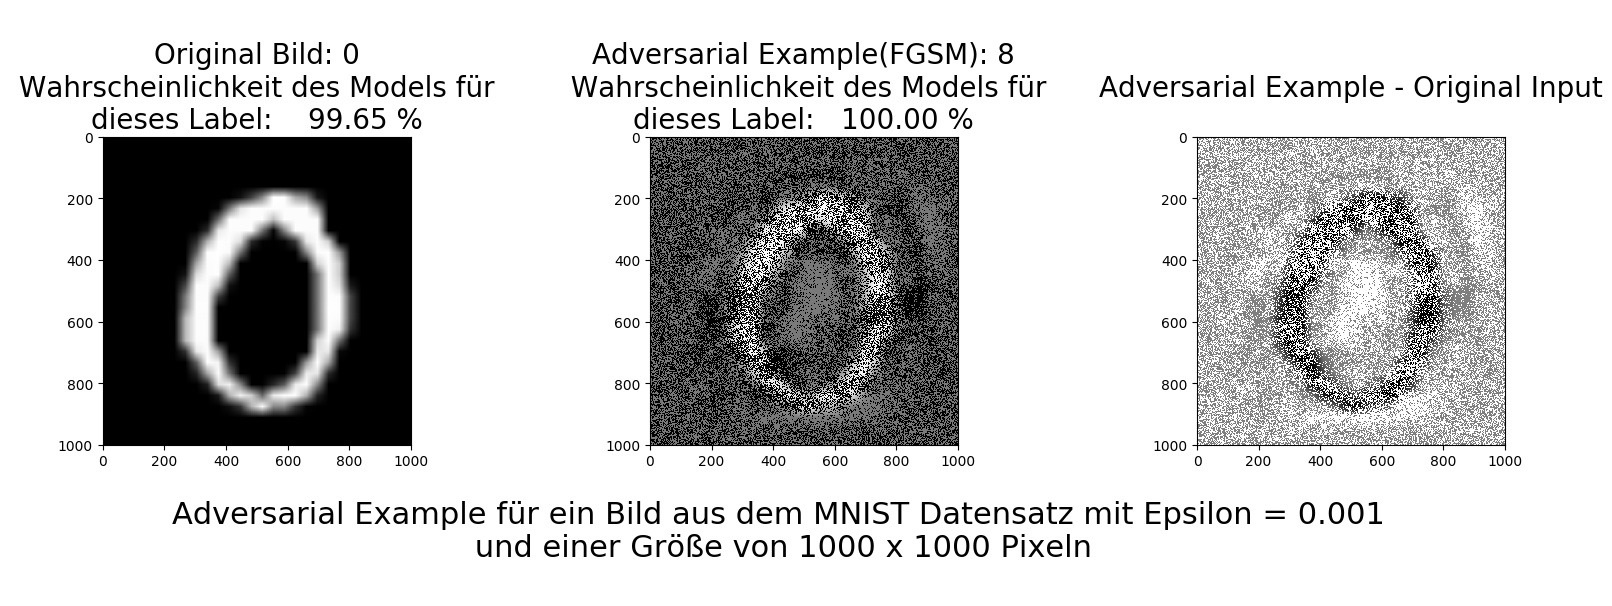 Original Bild: 0
Wahrscheinlichkeit des Models für
dieses Label: 99.65 %
0
200
400
600
800
1000
0 200 400 600 800 1000
Adversarial Example(FGSM): 8
Wahrscheinlichkeit des Models für
dieses Label: 100.00 %
0
200
400
600
800
1000
0 200 400 600 800 1000
Adversarial Example - Original Input
0
200
400
600
800
1000
0 200 400 600 800 1000
Adversarial Example für ein Bild aus dem MNIST Datensatz mit Epsilon = 0.001
und einer Größe von 1000 x 1000 Pixeln